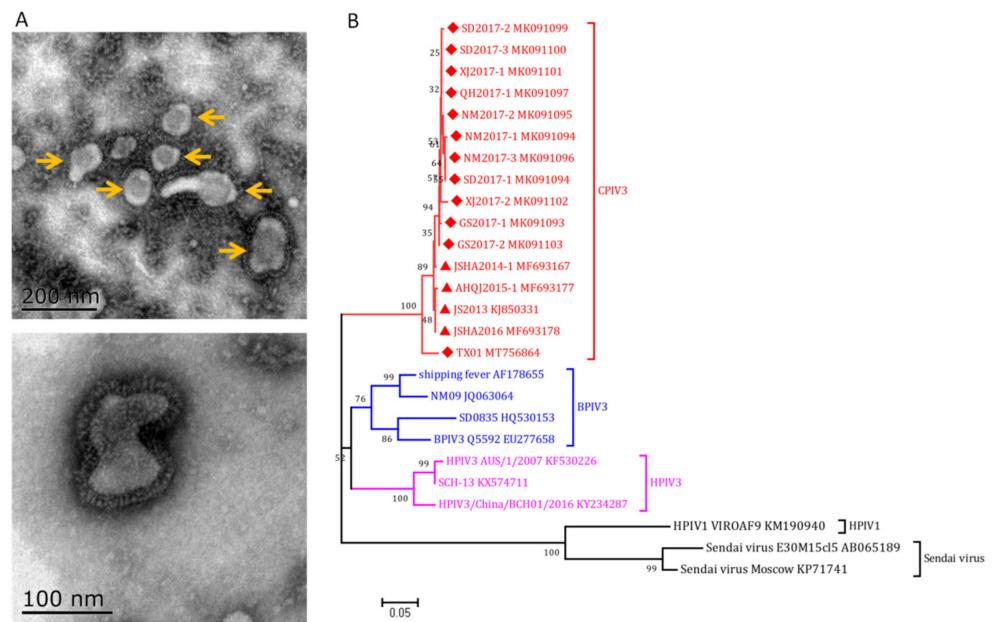 A
200 nm
100 nm
B
SD2017-2 MK091099
SD2017-3 MK091100
XJ2017-1 MK091101
QH2017-1 MK091097
NM2017-2 MK091095
NM2017-1 MK091094
NM2017-3 MK091096
SD2017-1 MK091094
XJ2017-2 MK091102
GS2017-1 MK091093
GS2017-2 MK091103
JSHA2014-1 MF693167
AHQJ2015-1 MF693177
JS2013 KJ850331
JSHA2016 MF693178
TX01 MT756864
CPIV3
shipping fever AF178655
NM09 JQ063064
SD0835 HQ530153
BPIV3 Q5592 EU277658
BPIV3
HPIV3 AUS/1/2007 KF530226
SCH-13 KX574711
HPIV3/China/BCH01/2016 KY234287
HPIV3
HPIV1 VIROAF9 KM190940
HPIV1
Sendai virus E30M15cl5 AB065189
Sendai virus Moscow KP71741
Sendai virus
25
32
64
94
35
89
100
48
99
76
86
52
99
100
100
99
0.05